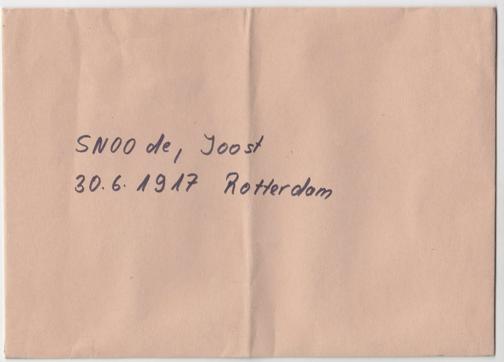 SNOO de, Joost
30.6.1917 Rotterdam